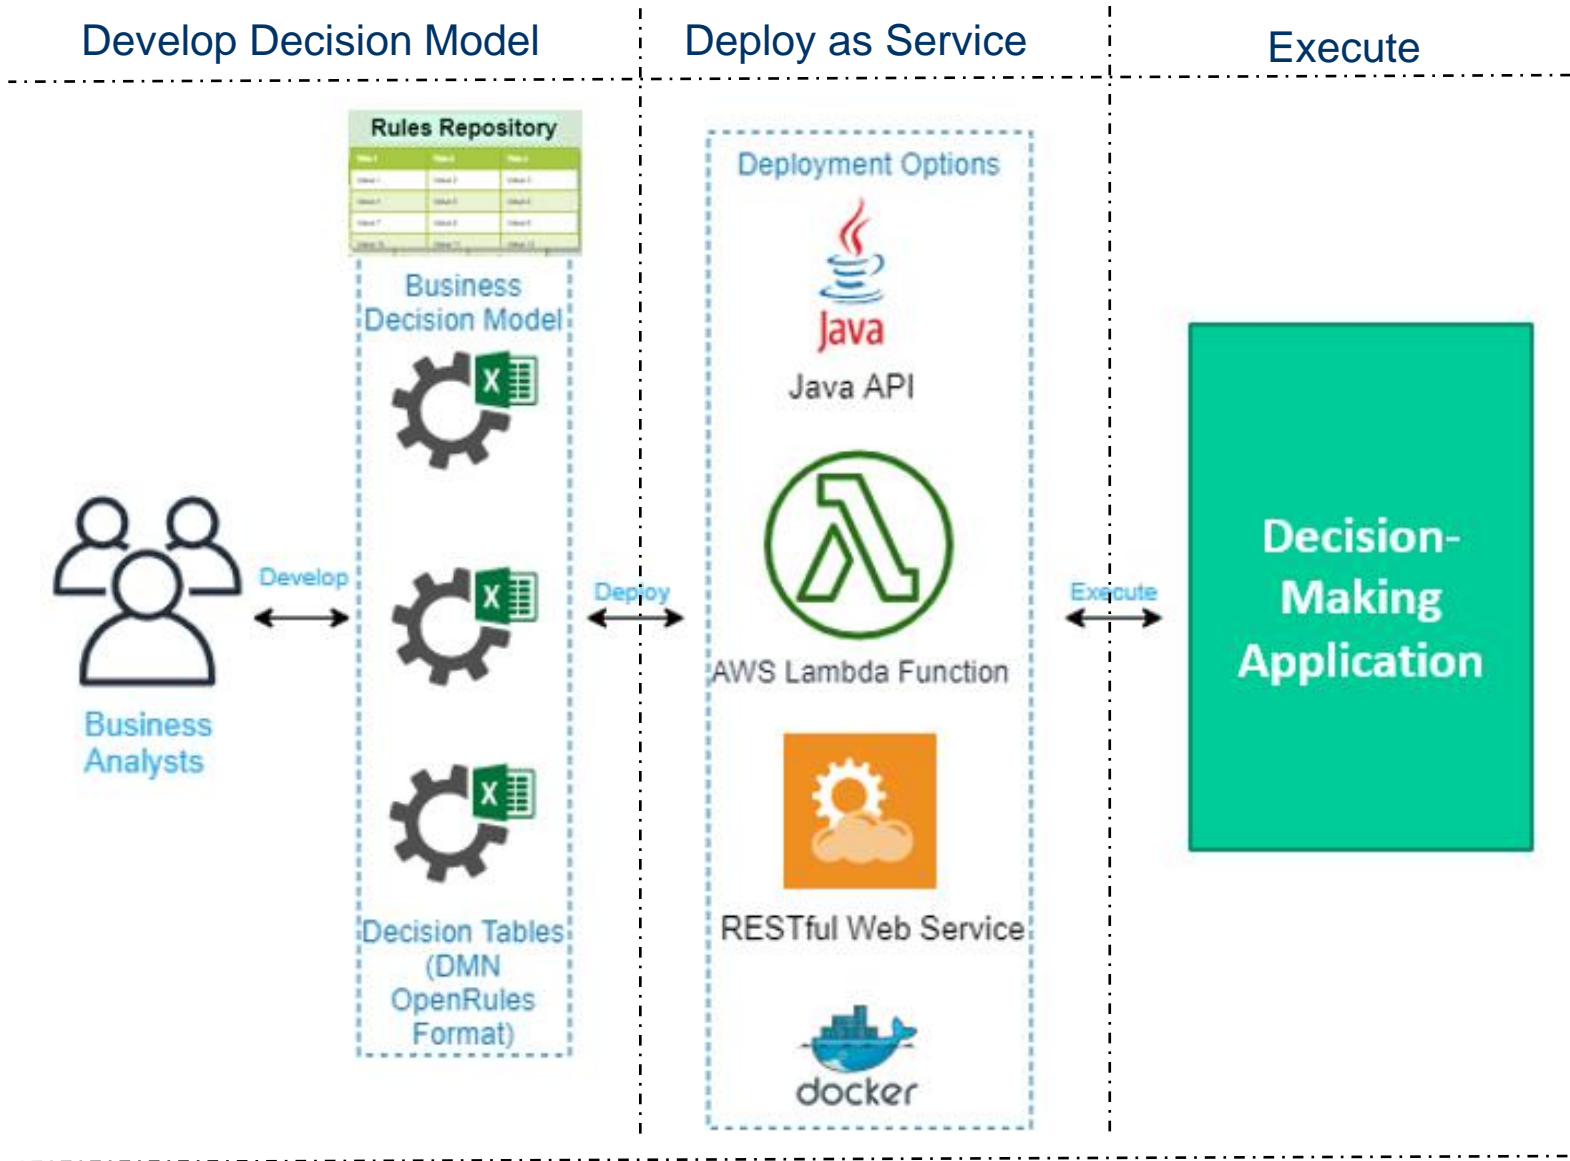 Develop Decision Model
Deploy as Service
Execute
Rules Repository
Business
Decision Model
X
X
X
Decision Tables
(DMN
OpenRules
Format)
Develop
Business
Analysts
Deploy
Deployment Options
Java
Java API
AWS Lambda Function
RESTful Web Service
docker
Execute
Decision-
Making
Application